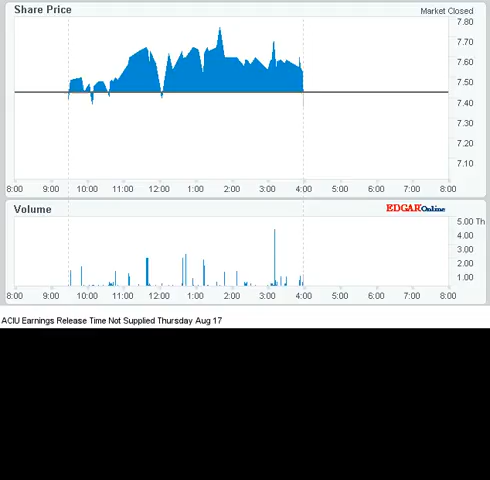 Share Price
Market Closed
7.80
7.70
7.60
7.50
7.40
7.30
7.20
7.10
8:00 9:00 10:00 11:00 12:00 1:00 2:00 3:00 4:00 5:00 6:00 7:00 8:00
Volume
EDGAR Online
5.00 Th
4.00
3.00
2.00
1.00
8:00 9:00 10:00 11:00 12:00 1:00 2:00 3:00 4:00 5:00 6:00 7:00 8:00
ACIU Earnings Release Time Not Supplied Thursday Aug 17